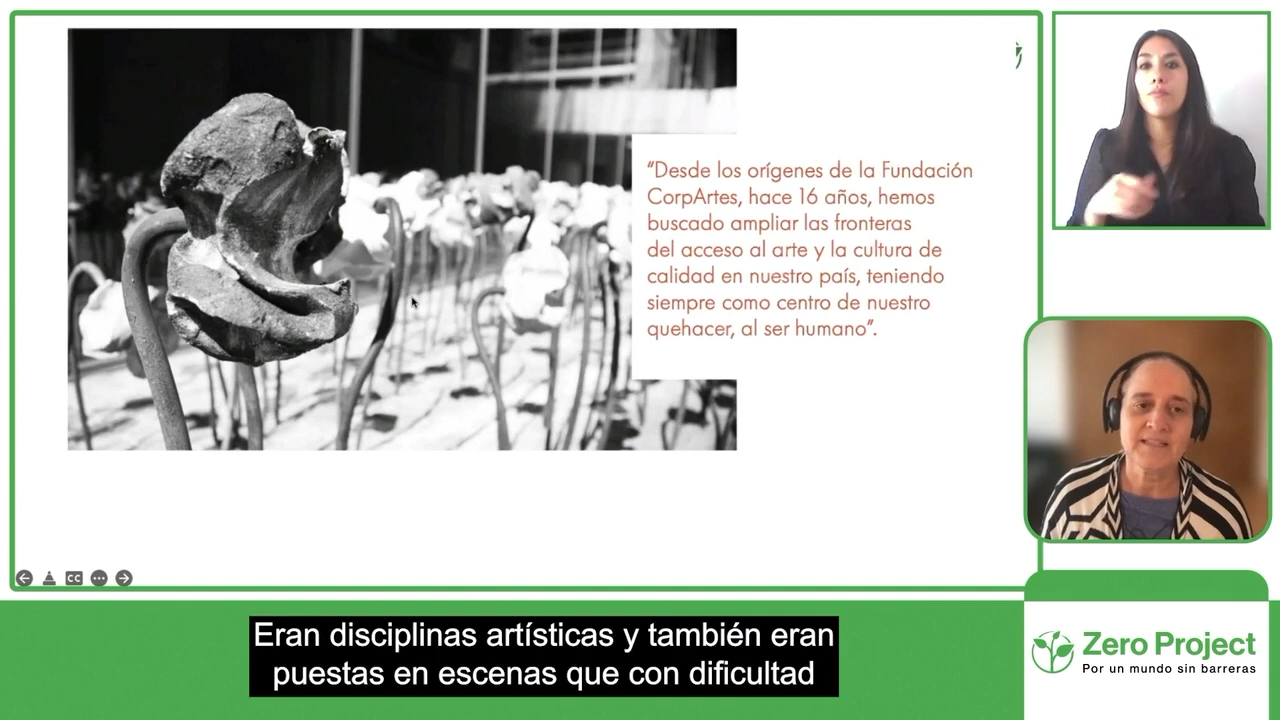 “Desde los orígenes de la Fundación
CorpArtes, hace 16 años, hemos
buscado ampliar las fronteras
del acceso al arte y la cultura de
calidad en nuestro país, teniendo
siempre como centro de nuestro
quehacer, al ser humano”.
CC
Eran disciplinas artísticas y también eran
puestas en escenas que con dificultad
Zero Project
Por un mundo sin barreras